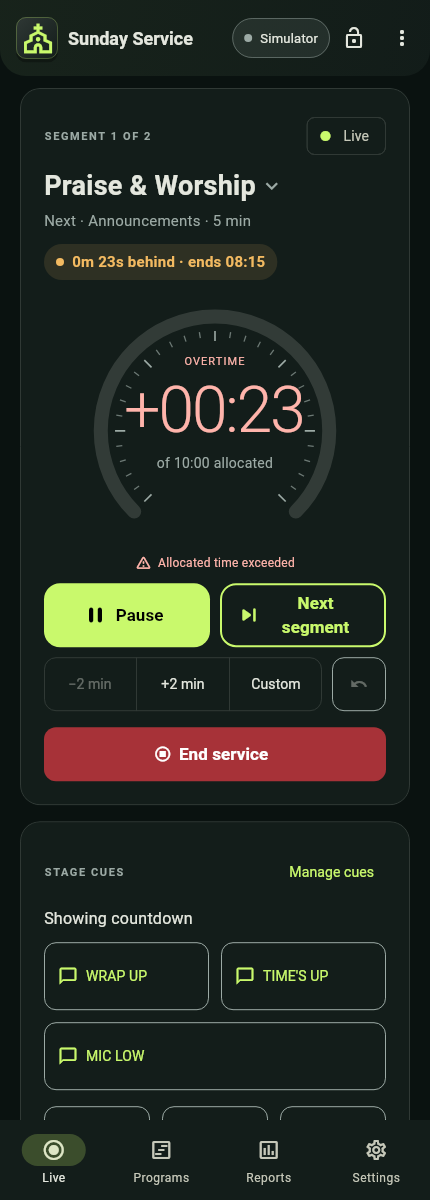 Sunday Service
Simulator
SEGMENT 1 OF 2
Live
Praise & Worship
Next · Announcements · 5 min
0m 23s behind · ends 08:15
OVERTIME
+00:23
of 10:00 allocated
Allocated time exceeded
Pause
Next
segment
−2 min
+2 min
Custom
End service
STAGE CUES
Manage cues
Showing countdown
WRAP UP
TIME'S UP
MIC LOW
Live
Programs
Reports
Settings